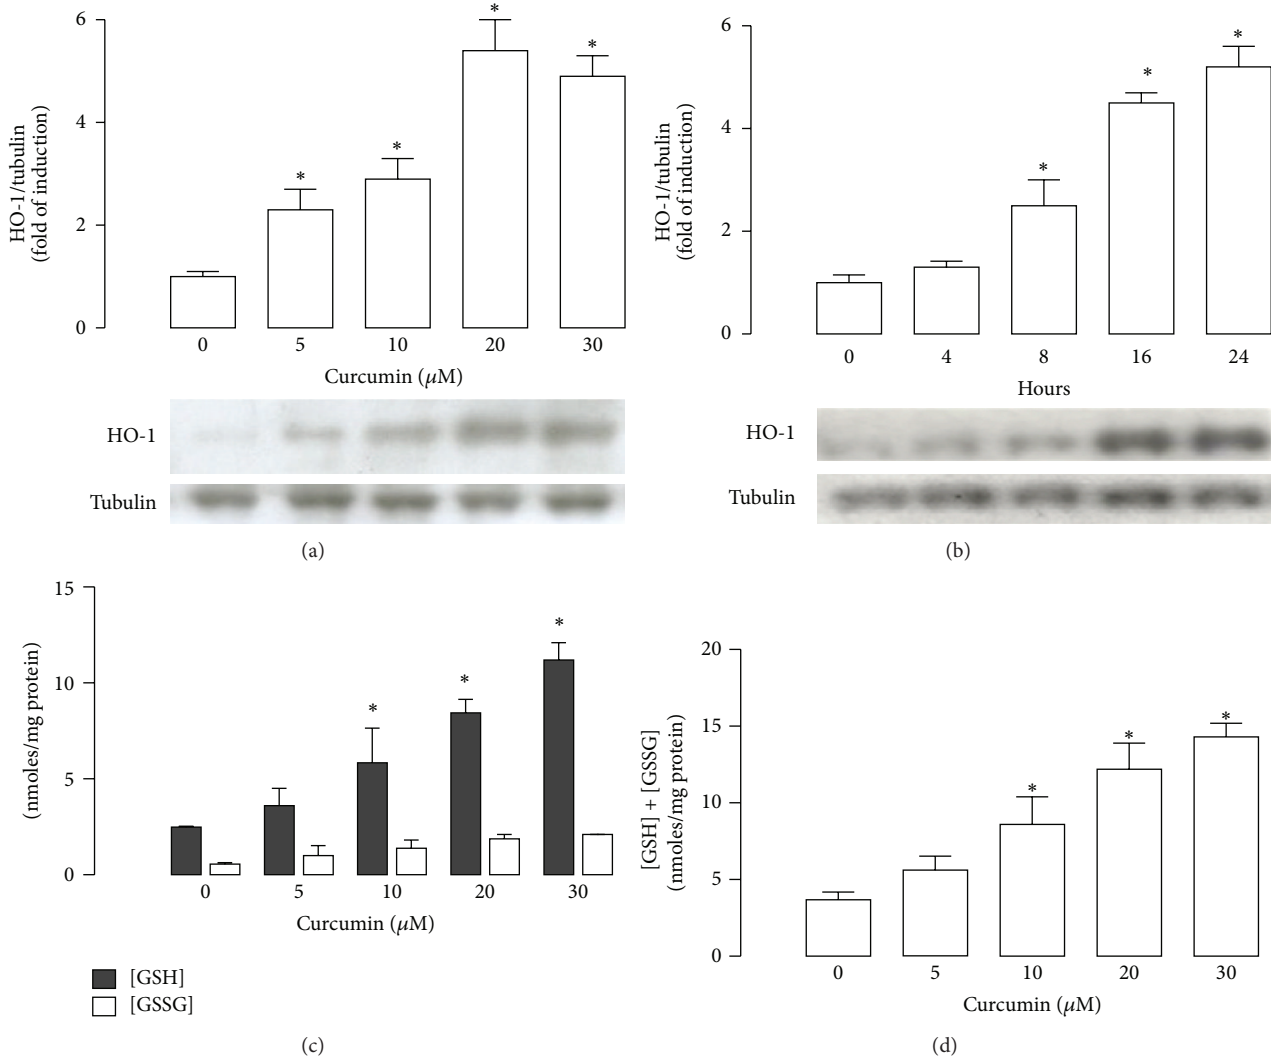 6
4
2
0
HO-1/tubulin
(fold of induction)
*
*
*
*
0 5 10 20 30
Curcumin (μM)
HO-1
Tubulin
(a)
6
4
2
0
HO-1/tubulin
(fold of induction)
*
*
*
0 4 8 16 24
Hours
HO-1
Tubulin
(b)
15
10
5
0
(nmoles/mg protein)
*
*
*
0 5 10 20 30
Curcumin (μM)
[GSH]
[GSSG]
(c)
20
15
10
5
0
[GSH] + [GSSG]
(nmoles/mg protein)
*
*
*
0 5 10 20 30
Curcumin (μM)
(d)